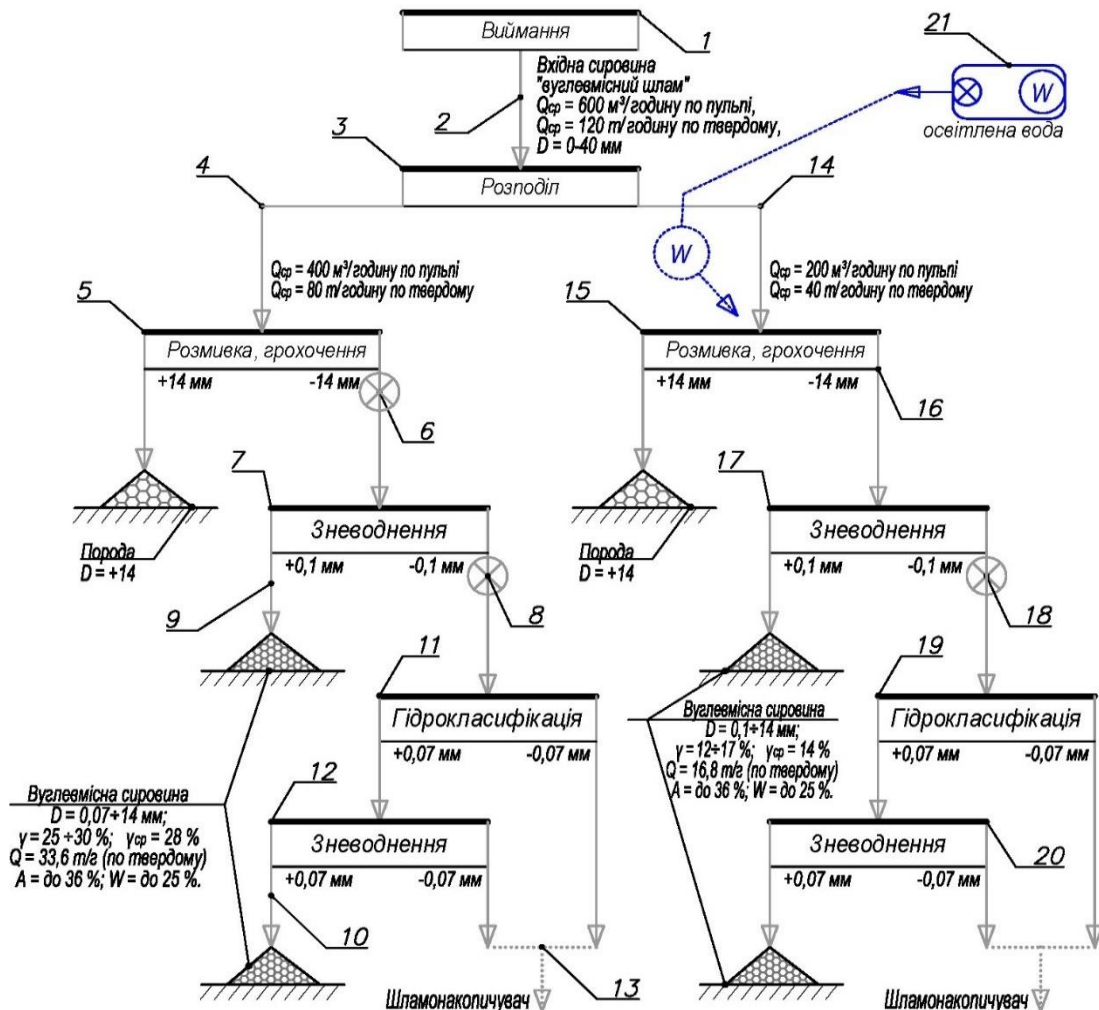 Виймання
1
21
Вхідна сировина
"вуглевмісний шлам"
Qср = 600 м³/годину по пульпі,
Qср = 120 т/годину по твердому,
D = 0-40 мм
2
W
освітлена вода
3
4
Розподіл
14
W
Qср = 400 м³/годину по пульпі
Qср = 80 т/годину по твердому
Qср = 200 м³/годину по пульпі
Qср = 40 т/годину по твердому
5
15
Розмивка, грохочення
+14 мм -14 мм
Розмивка, грохочення
+14 мм -14 мм
6
16
7
17
Зневоднення
+0,1 мм -0,1 мм
Зневоднення
+0,1 мм -0,1 мм
Порода
D = +14
Порода
D = +14
9
8
18
11
19
Гідрокласифікація
+0,07 мм -0,07 мм
Гідрокласифікація
+0,07 мм -0,07 мм
Вуглевмісна сировина
D = 0,1÷14 мм;
γ = 12÷17 %; γср = 14 %
Q = 16,8 т/г (по твердому)
A = до 36 %; W = до 25 %.
Вуглевмісна сировина
D = 0,07÷14 мм;
γ = 25 ÷30 %; γср = 28 %
Q = 33,6 т/г (по твердому)
A = до 36 %; W = до 25 %.
12
Зневоднення
+0,07 мм -0,07 мм
Зневоднення
+0,07 мм -0,07 мм
20
10
13
Шламонакопичувач
Шламонакопичувач